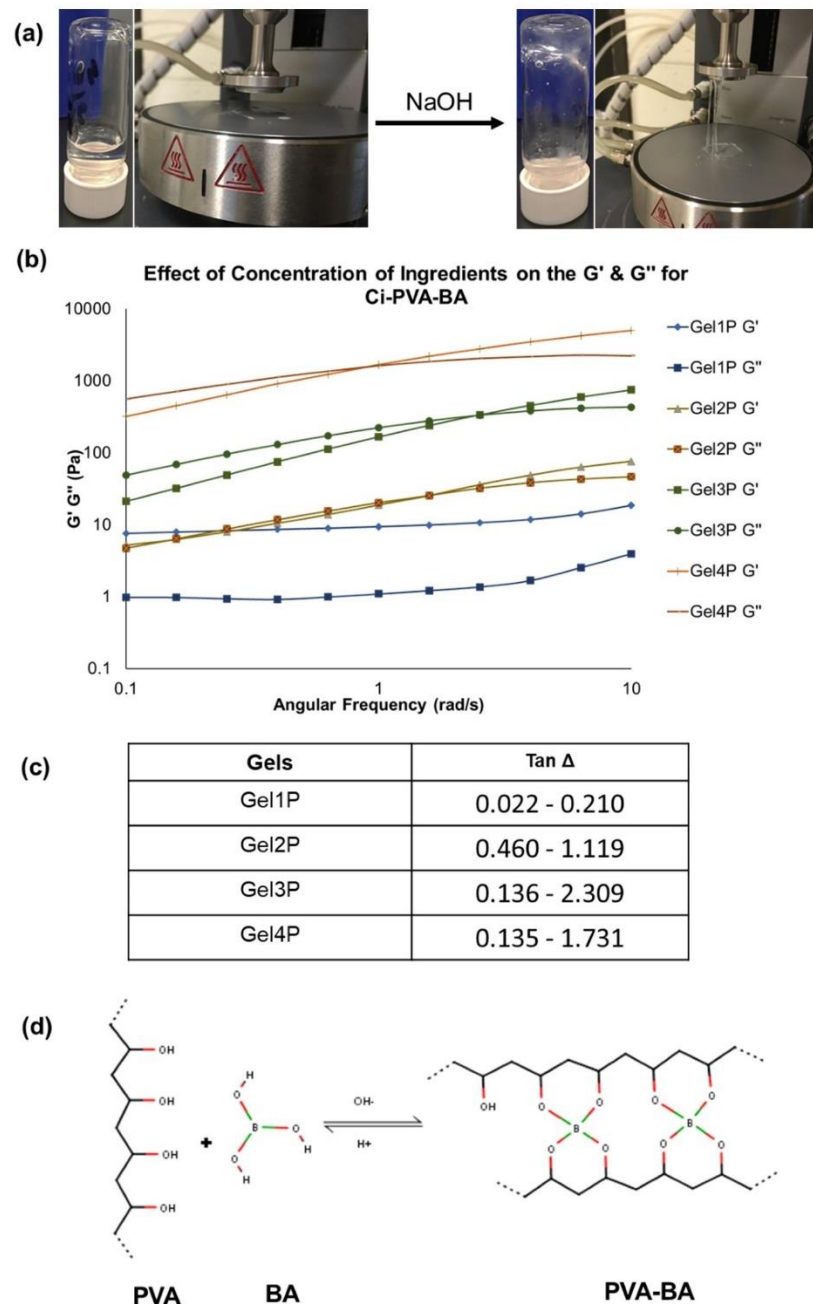 (a)
NaOH
(b)
Effect of Concentration of Ingredients on the G' & G'' for
Ci-PVA-BA
10000
1000
100
10
1
0.1
G' G'' (Pa)
0.1
1
10
Angular Frequency (rad/s)
Gel1P G'
Gel1P G''
Gel2P G'
Gel2P G''
Gel3P G'
Gel3P G''
Gel4P G'
Gel4P G''
(c)
Gels Tan Δ
Gel1P 0.022 - 0.210
Gel2P 0.460 - 1.119
Gel3P 0.136 - 2.309
Gel4P 0.135 - 1.731
(d)
OH
OH
OH
OH
+
H
O
B
O
H
O
H
OH-
H+
OH
O
O
O
O
B
B
O
O
O
O
PVA
BA
PVA-BA